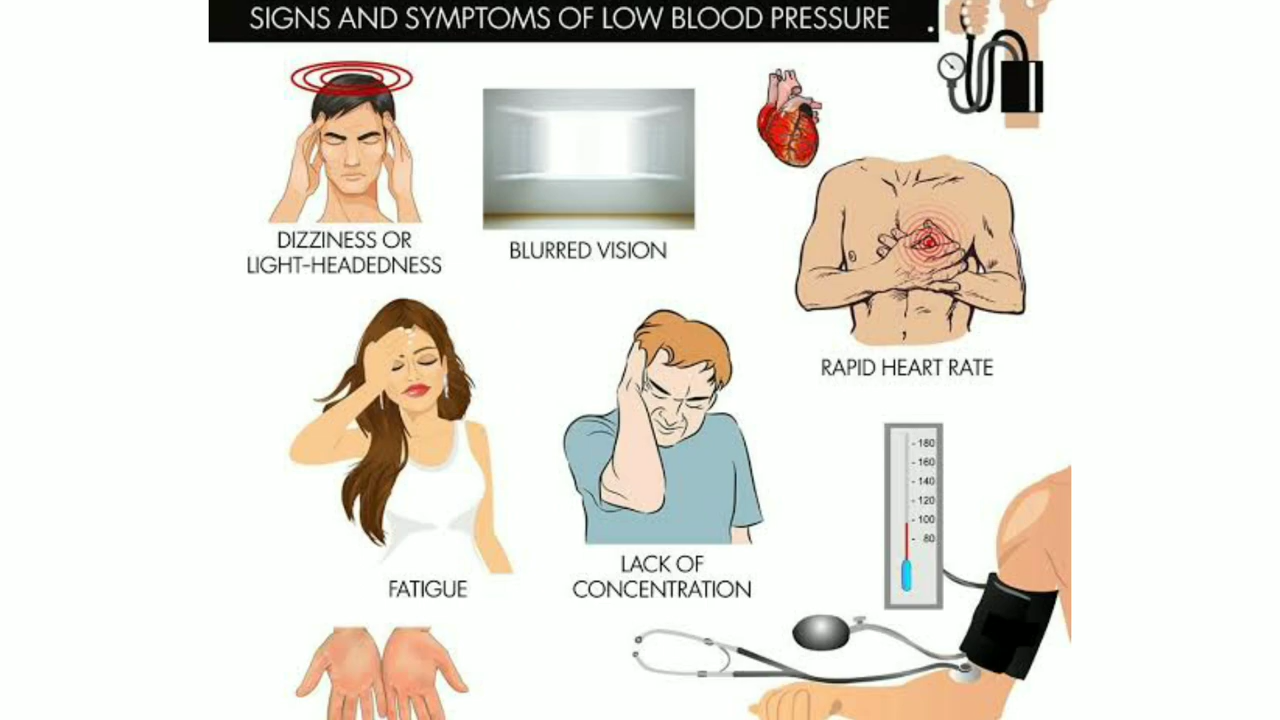 SIGNS AND SYMPTOMS OF LOW BLOOD PRESSURE
DIZZINESS OR
LIGHT-HEADEDNESS
BLURRED VISION
RAPID HEART RATE
FATIGUE
LACK OF
CONCENTRATION
- 180
- 160
- 140
- 120
- 100
- 80